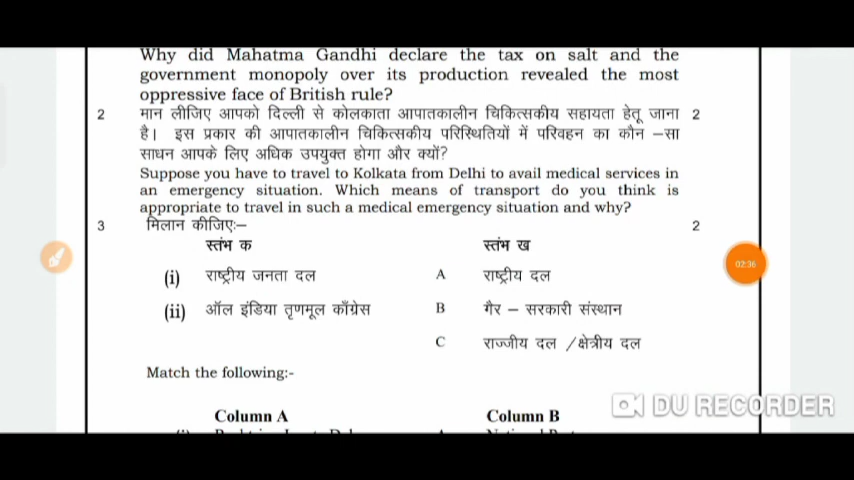 Why did Mahatma Gandhi declare the tax on salt and the
government monopoly over its production revealed the most
oppressive face of British rule?
2 मान लीजिए आपको दिल्ली से कोलकाता आपातकालीन चिकित्सकीय सहायता हेतू जाना 2
है। इस प्रकार की आपातकालीन चिकित्सकीय परिस्थितियों में परिवहन का कौन –सा
साधन आपके लिए अधिक उपयुक्त होगा और क्यों?
Suppose you have to travel to Kolkata from Delhi to avail medical services in
an emergency situation. Which means of transport do you think is
appropriate to travel in such a medical emergency situation and why?
3 मिलान कीजिए:– 2
स्तंभ क स्तंभ ख
(i) राष्ट्रीय जनता दल A राष्ट्रीय दल
(ii) ऑल इंडिया तृणमूल काँग्रेस B गैर – सरकारी संस्थान
C राज्जीय दल /क्षेत्रीय दल
02:36
Match the following:-
Column A Column B
DU RECORDER